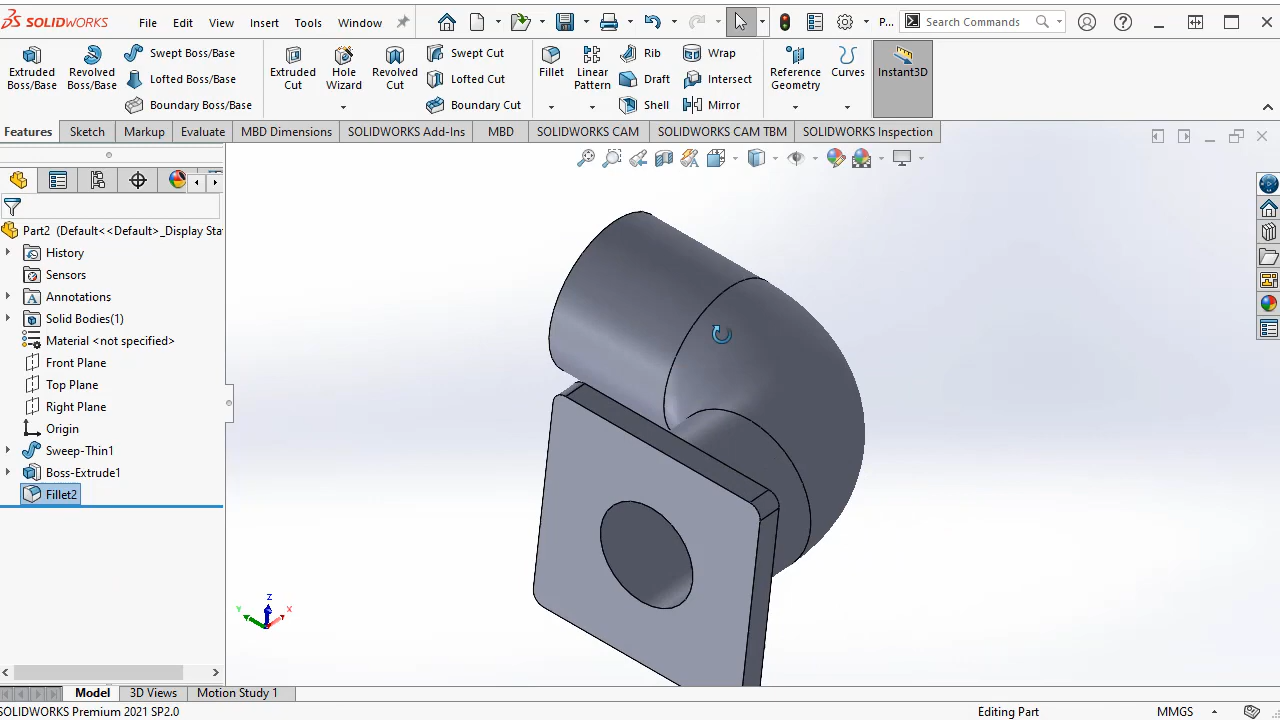 SOLIDWORKS File Edit View Insert Tools Window P... Search Commands
Extruded Boss/Base
Revolved Boss/Base
Swept Boss/Base
Lofted Boss/Base
Boundary Boss/Base
Extruded Cut
Hole Wizard
Revolved Cut
Swept Cut
Lofted Cut
Boundary Cut
Fillet
Linear Pattern
Rib
Draft
Shell
Wrap
Intersect
Mirror
Reference Geometry
Curves
Instant3D
Features Sketch Markup Evaluate MBD Dimensions SOLIDWORKS Add-Ins MBD SOLIDWORKS CAM SOLIDWORKS CAM TBM SOLIDWORKS Inspection
Part2 (Default<<Default>_Display Sta
History
Sensors
Annotations
Solid Bodies(1)
Material <not specified>
Front Plane
Top Plane
Right Plane
Origin
Sweep-Thin1
Boss-Extrude1
Fillet2
Z
Y X
Model 3D Views Motion Study 1
SOLIDWORKS Premium 2021 SP2.0 Editing Part MMGS